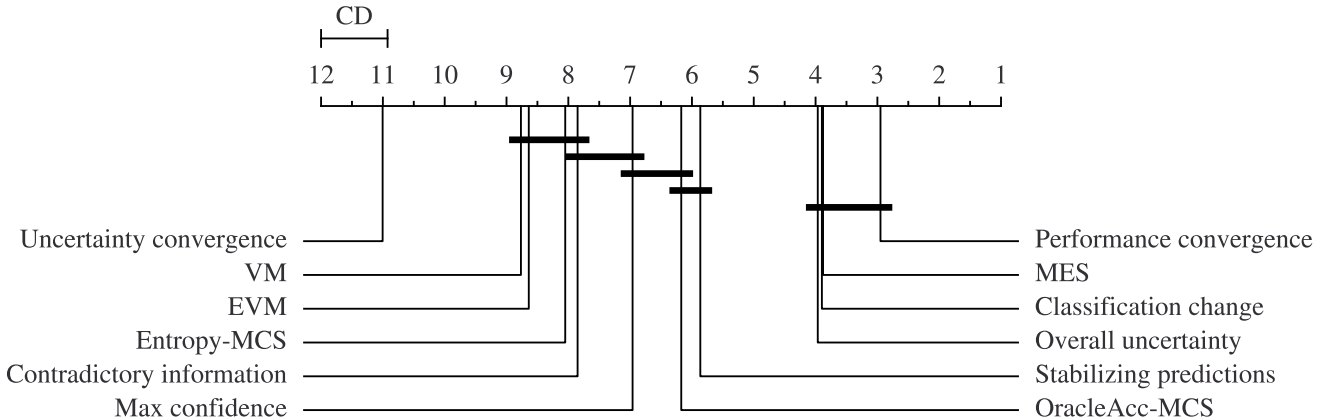 CD
12 11 10 9 8 7 6 5 4 3 2 1
Uncertainty convergence
VM
EVM
Entropy-MCS
Contradictory information
Max confidence
Performance convergence
MES
Classification change
Overall uncertainty
Stabilizing predictions
OracleAcc-MCS